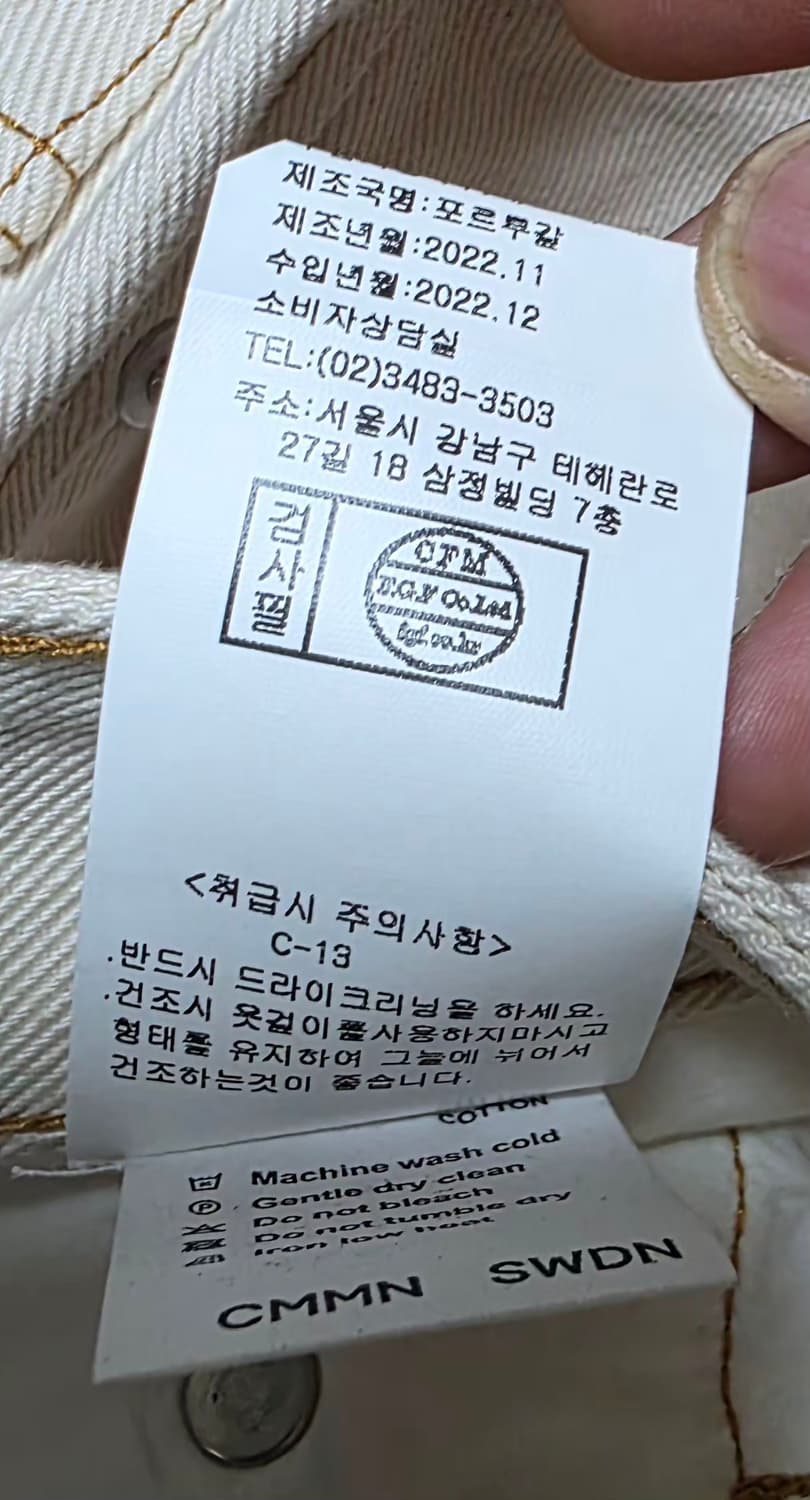 제조국명:포르투갈
제조년월:2022.11
수입년월:2022.12
소비자상담실
TEL:(02)3483-3503
주소:서울시 강남구 테헤란로
27길 18 삼정빌딩 7층
검사필
Co.Ltd
<취급시 주의사항>
C-13
.반드시 드라이크리닝을 하세요.
.건조시 옷걸이를사용하지마시고
형태를 유지하여 그늘에 뉘어서
건조하는것이 좋습니다.
COTTON
Machine wash cold
Gentle dry clean
Do not bleach
Do not tumble dry
Iron low heat
CMMN SWDN